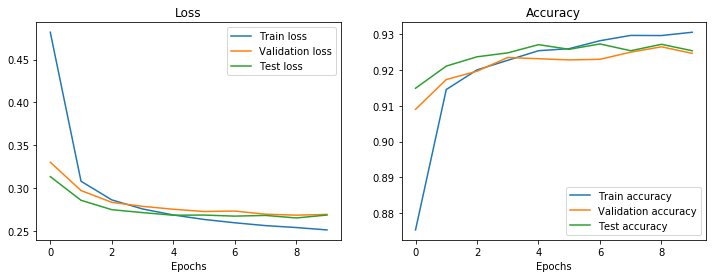 Loss
0.45
0.40
0.35
0.30
0.25
0
2
4
6
8
Epochs
Train loss
Validation loss
Test loss
Accuracy
0.93
0.92
0.91
0.90
0.89
0.88
0
2
4
6
8
Epochs
Train accuracy
Validation accuracy
Test accuracy